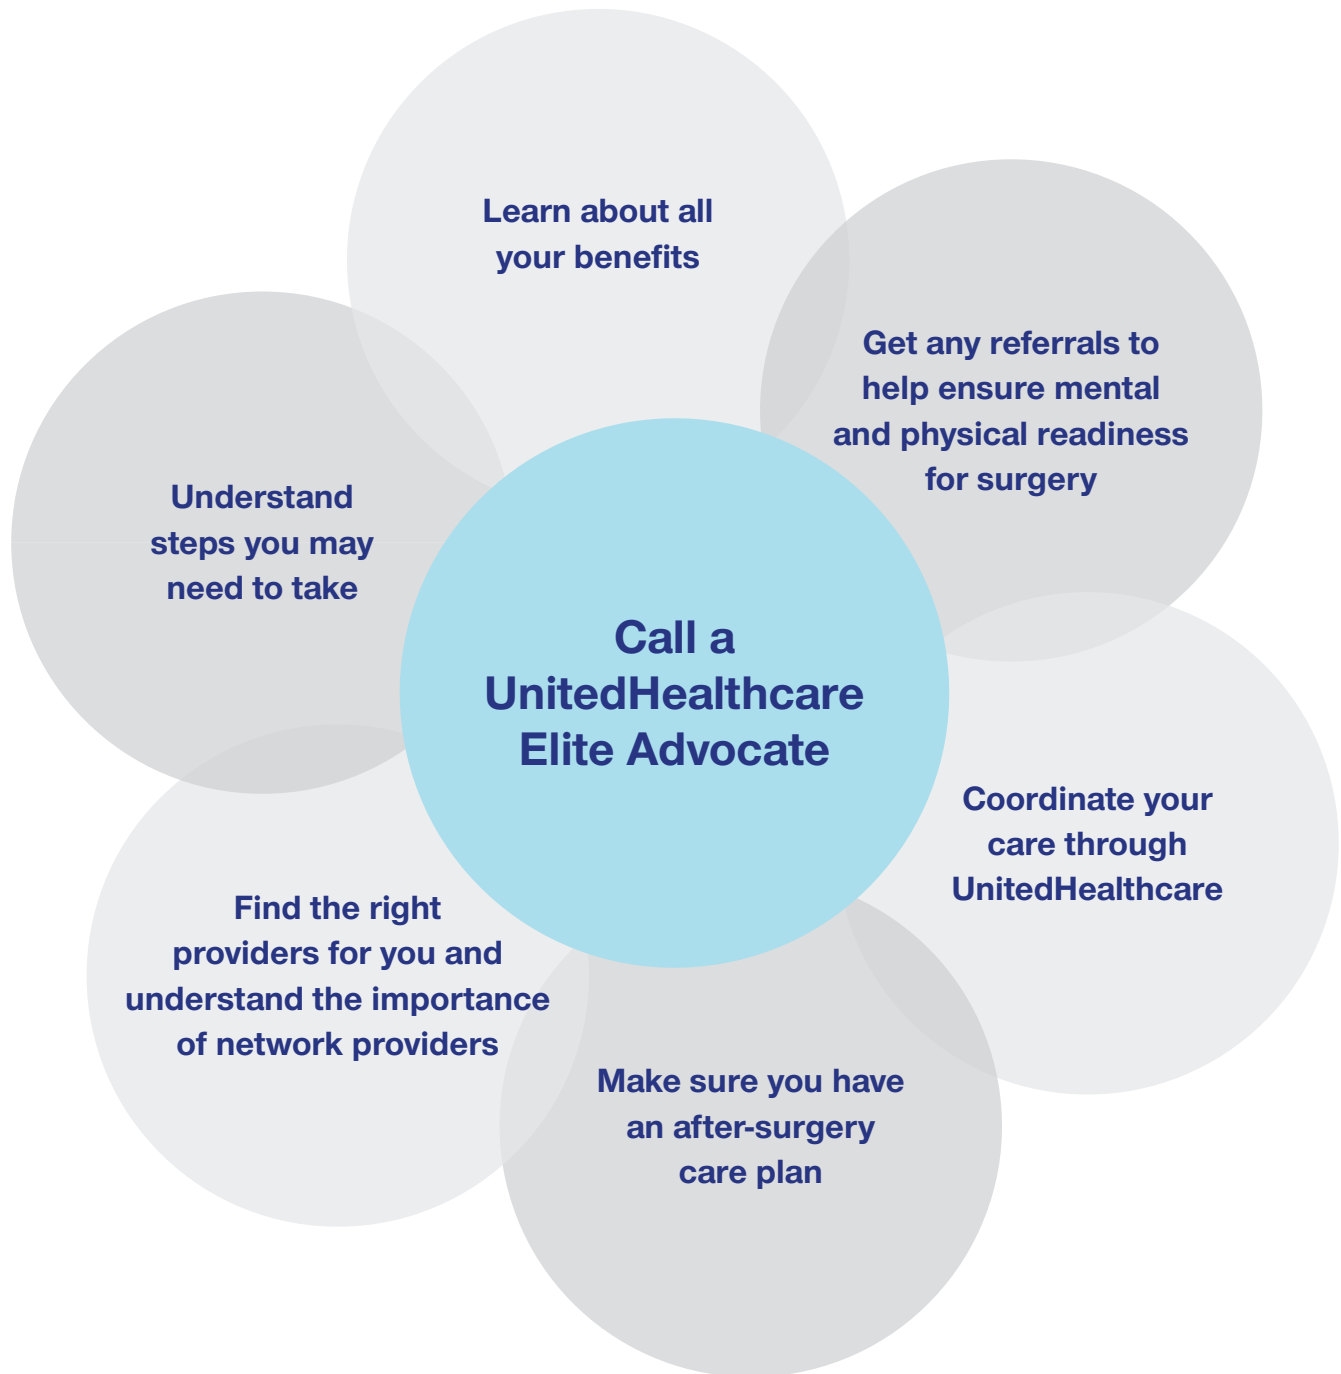 Learn about all
your benefits
Get any referrals to
help ensure mental
and physical readiness
for surgery
Understand
steps you may
need to take
Call a
UnitedHealthcare
Elite Advocate
Coordinate your
care through
UnitedHealthcare
Find the right
providers for you and
understand the importance
of network providers
Make sure you have
an after-surgery
care plan